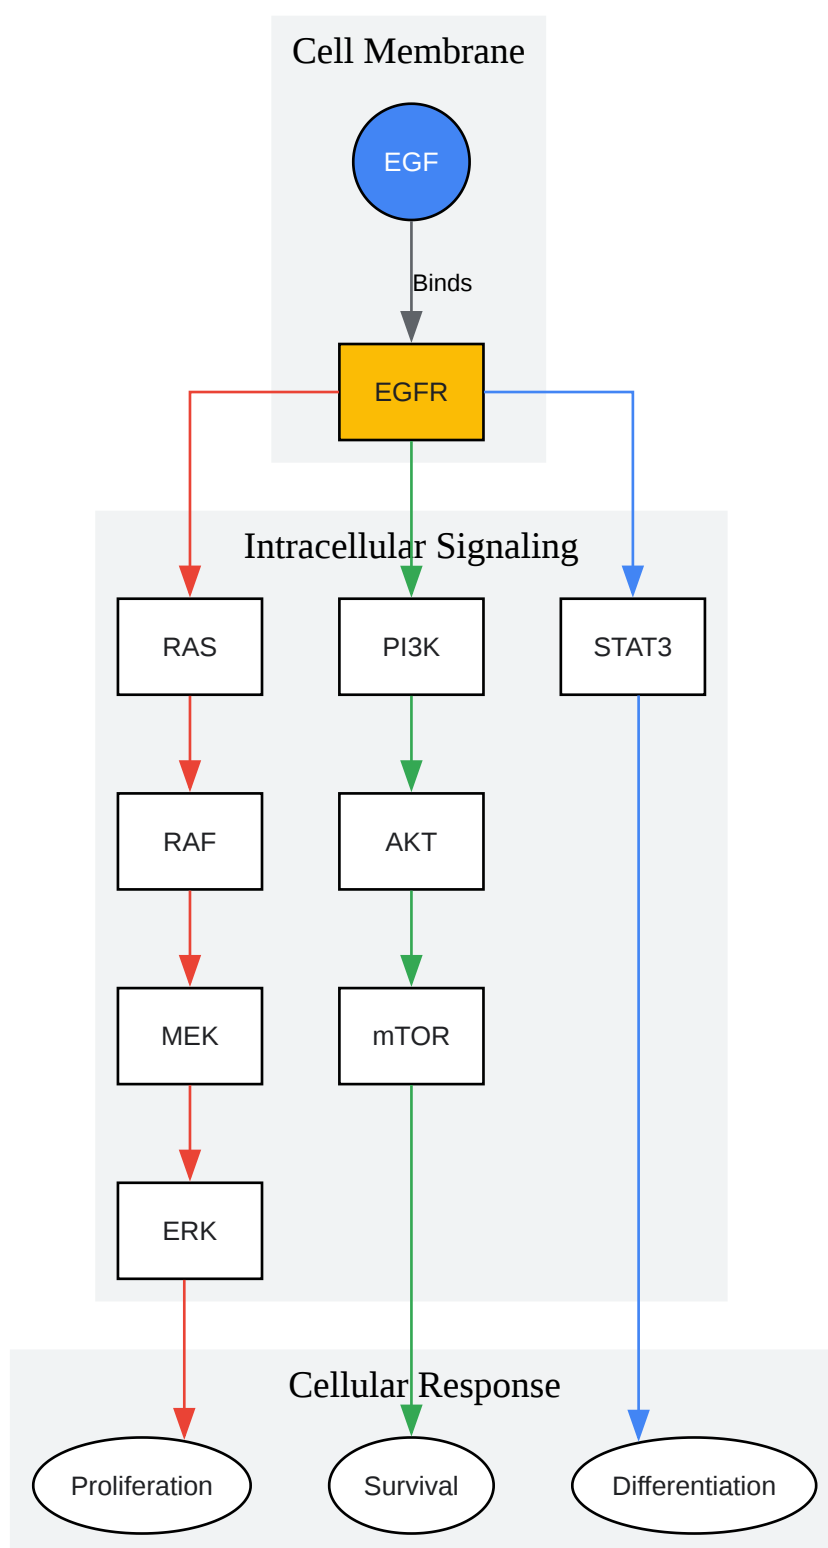 Cell Membrane
EGF
Binds
EGFR
Intracellular Signaling
RAS
PI3K
STAT3
RAF
AKT
MEK
mTOR
ERK
Cellular Response
Proliferation
Survival
Differentiation